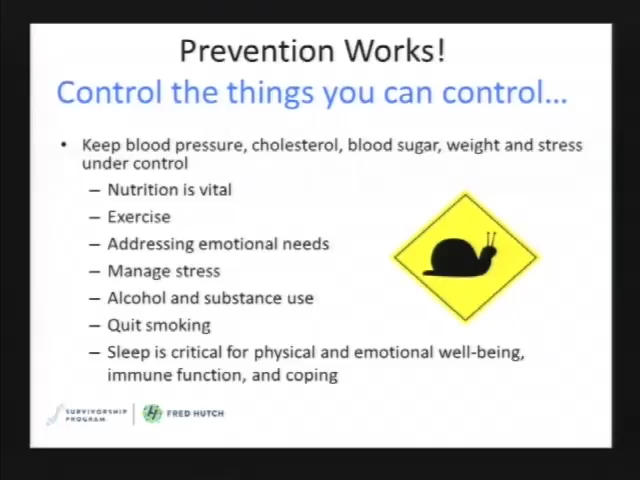 Prevention Works!
Control the things you can control...
• Keep blood pressure, cholesterol, blood sugar, weight and stress
under control
– Nutrition is vital
– Exercise
– Addressing emotional needs
– Manage stress
– Alcohol and substance use
– Quit smoking
– Sleep is critical for physical and emotional well-being,
immune function, and coping
SURVIVORSHIP
PROGRAM
FRED HUTCH